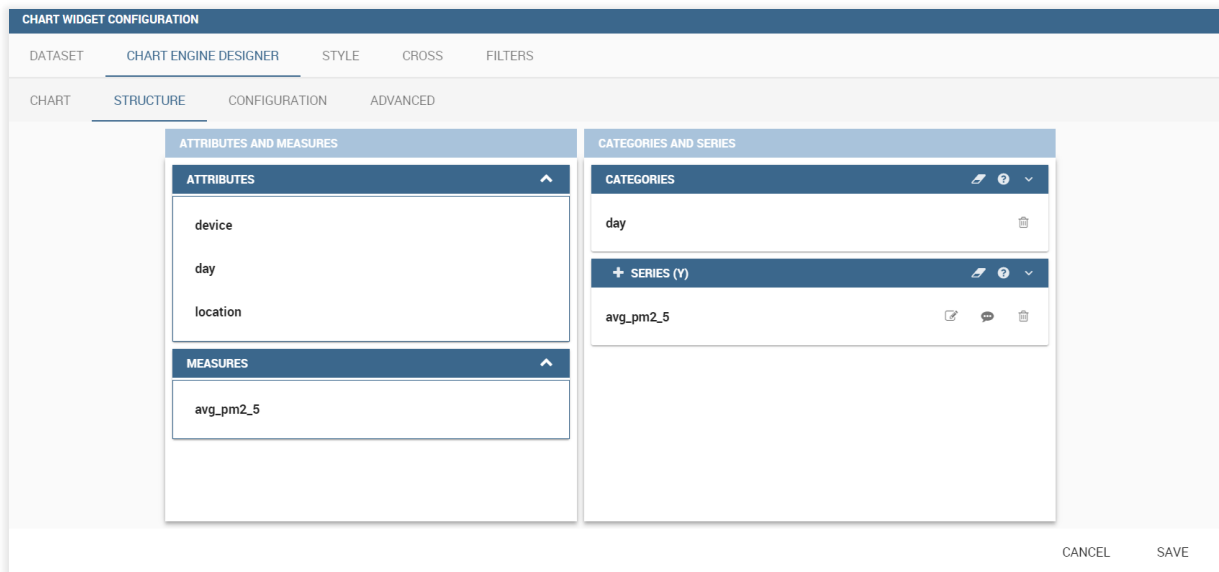 CHART WIDGET CONFIGURATION
DATASET CHART ENGINE DESIGNER STYLE CROSS FILTERS
CHART STRUCTURE CONFIGURATION ADVANCED
ATTRIBUTES AND MEASURES
ATTRIBUTES
device
day
location
MEASURES
avg_pm2_5
CATEGORIES AND SERIES
CATEGORIES
day
SERIES (Y)
avg_pm2_5
CANCEL SAVE